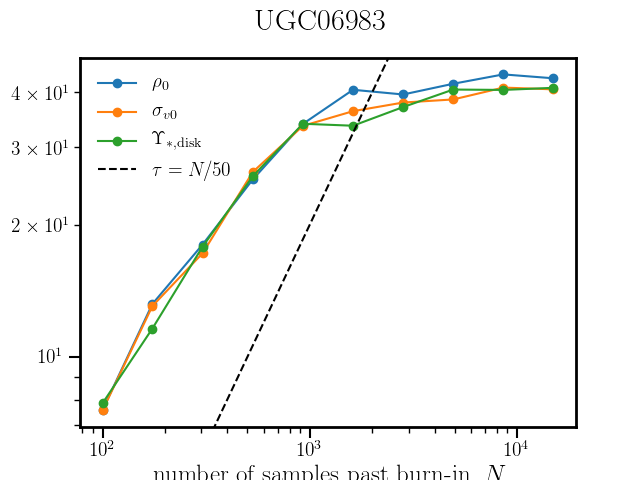 UGC06983
4 × 10¹
3 × 10¹
2 × 10¹
10¹
ρ₀
σᵥ₀
ϒ∗,disk
τ = N/50
10² 10³ 10⁴
number of samples past burn-in, N